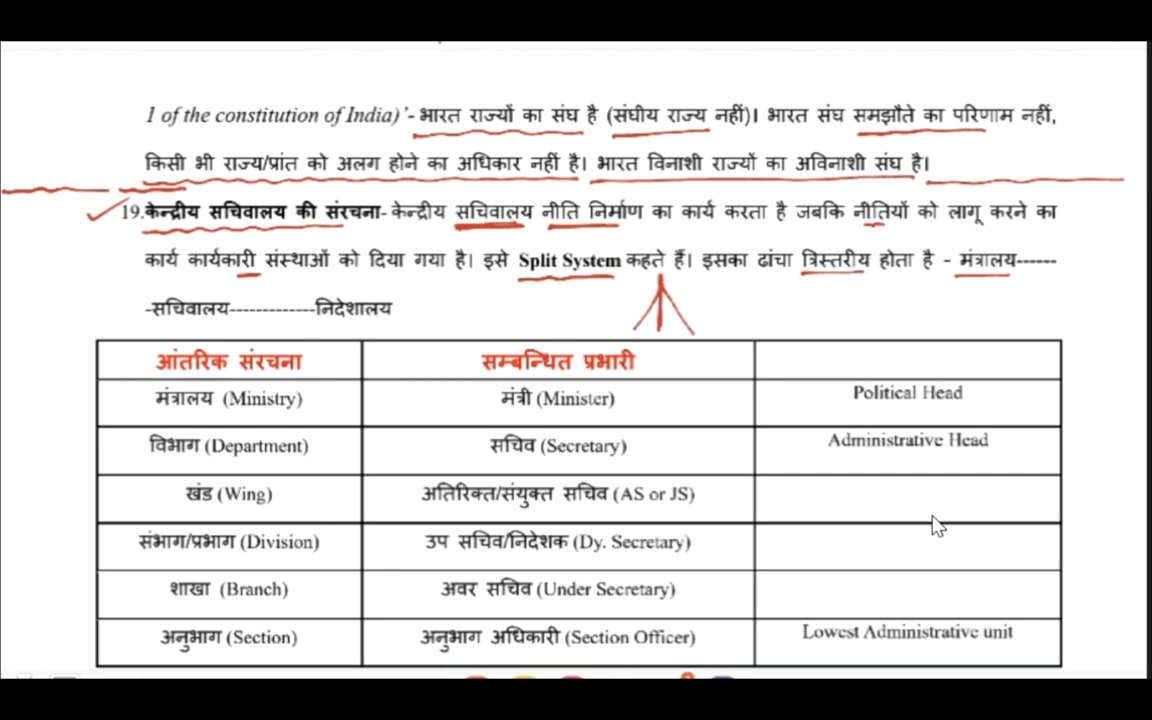 1 of the constitution of India)'- भारत राज्यों का संघ है (संघीय राज्य नहीं)। भारत संघ समझौते का परिणाम नहीं,
किसी भी राज्य/प्रांत को अलग होने का अधिकार नहीं है। भारत विनाशी राज्यों का अविनाशी संघ है।
19.केन्द्रीय सचिवालय की संरचना- केन्द्रीय सचिवालय नीति निर्माण का कार्य करता है जबकि नीतियों को लागू करने का
कार्य कार्यकारी संस्थाओं को दिया गया है। इसे Split System कहते हैं। इसका ढांचा त्रिस्तरीय होता है - मंत्रालय------
-सचिवालय-------------निदेशालय
आंतरिक संरचना सम्बन्धित प्रभारी
मंत्रालय (Ministry) मंत्री (Minister) Political Head
विभाग (Department) सचिव (Secretary) Administrative Head
खंड (Wing) अतिरिक्त/संयुक्त सचिव (AS or JS)
संभाग/प्रभाग (Division) उप सचिव/निदेशक (Dy. Secretary)
शाखा (Branch) अवर सचिव (Under Secretary)
अनुभाग (Section) अनुभाग अधिकारी (Section Officer) Lowest Administrative unit